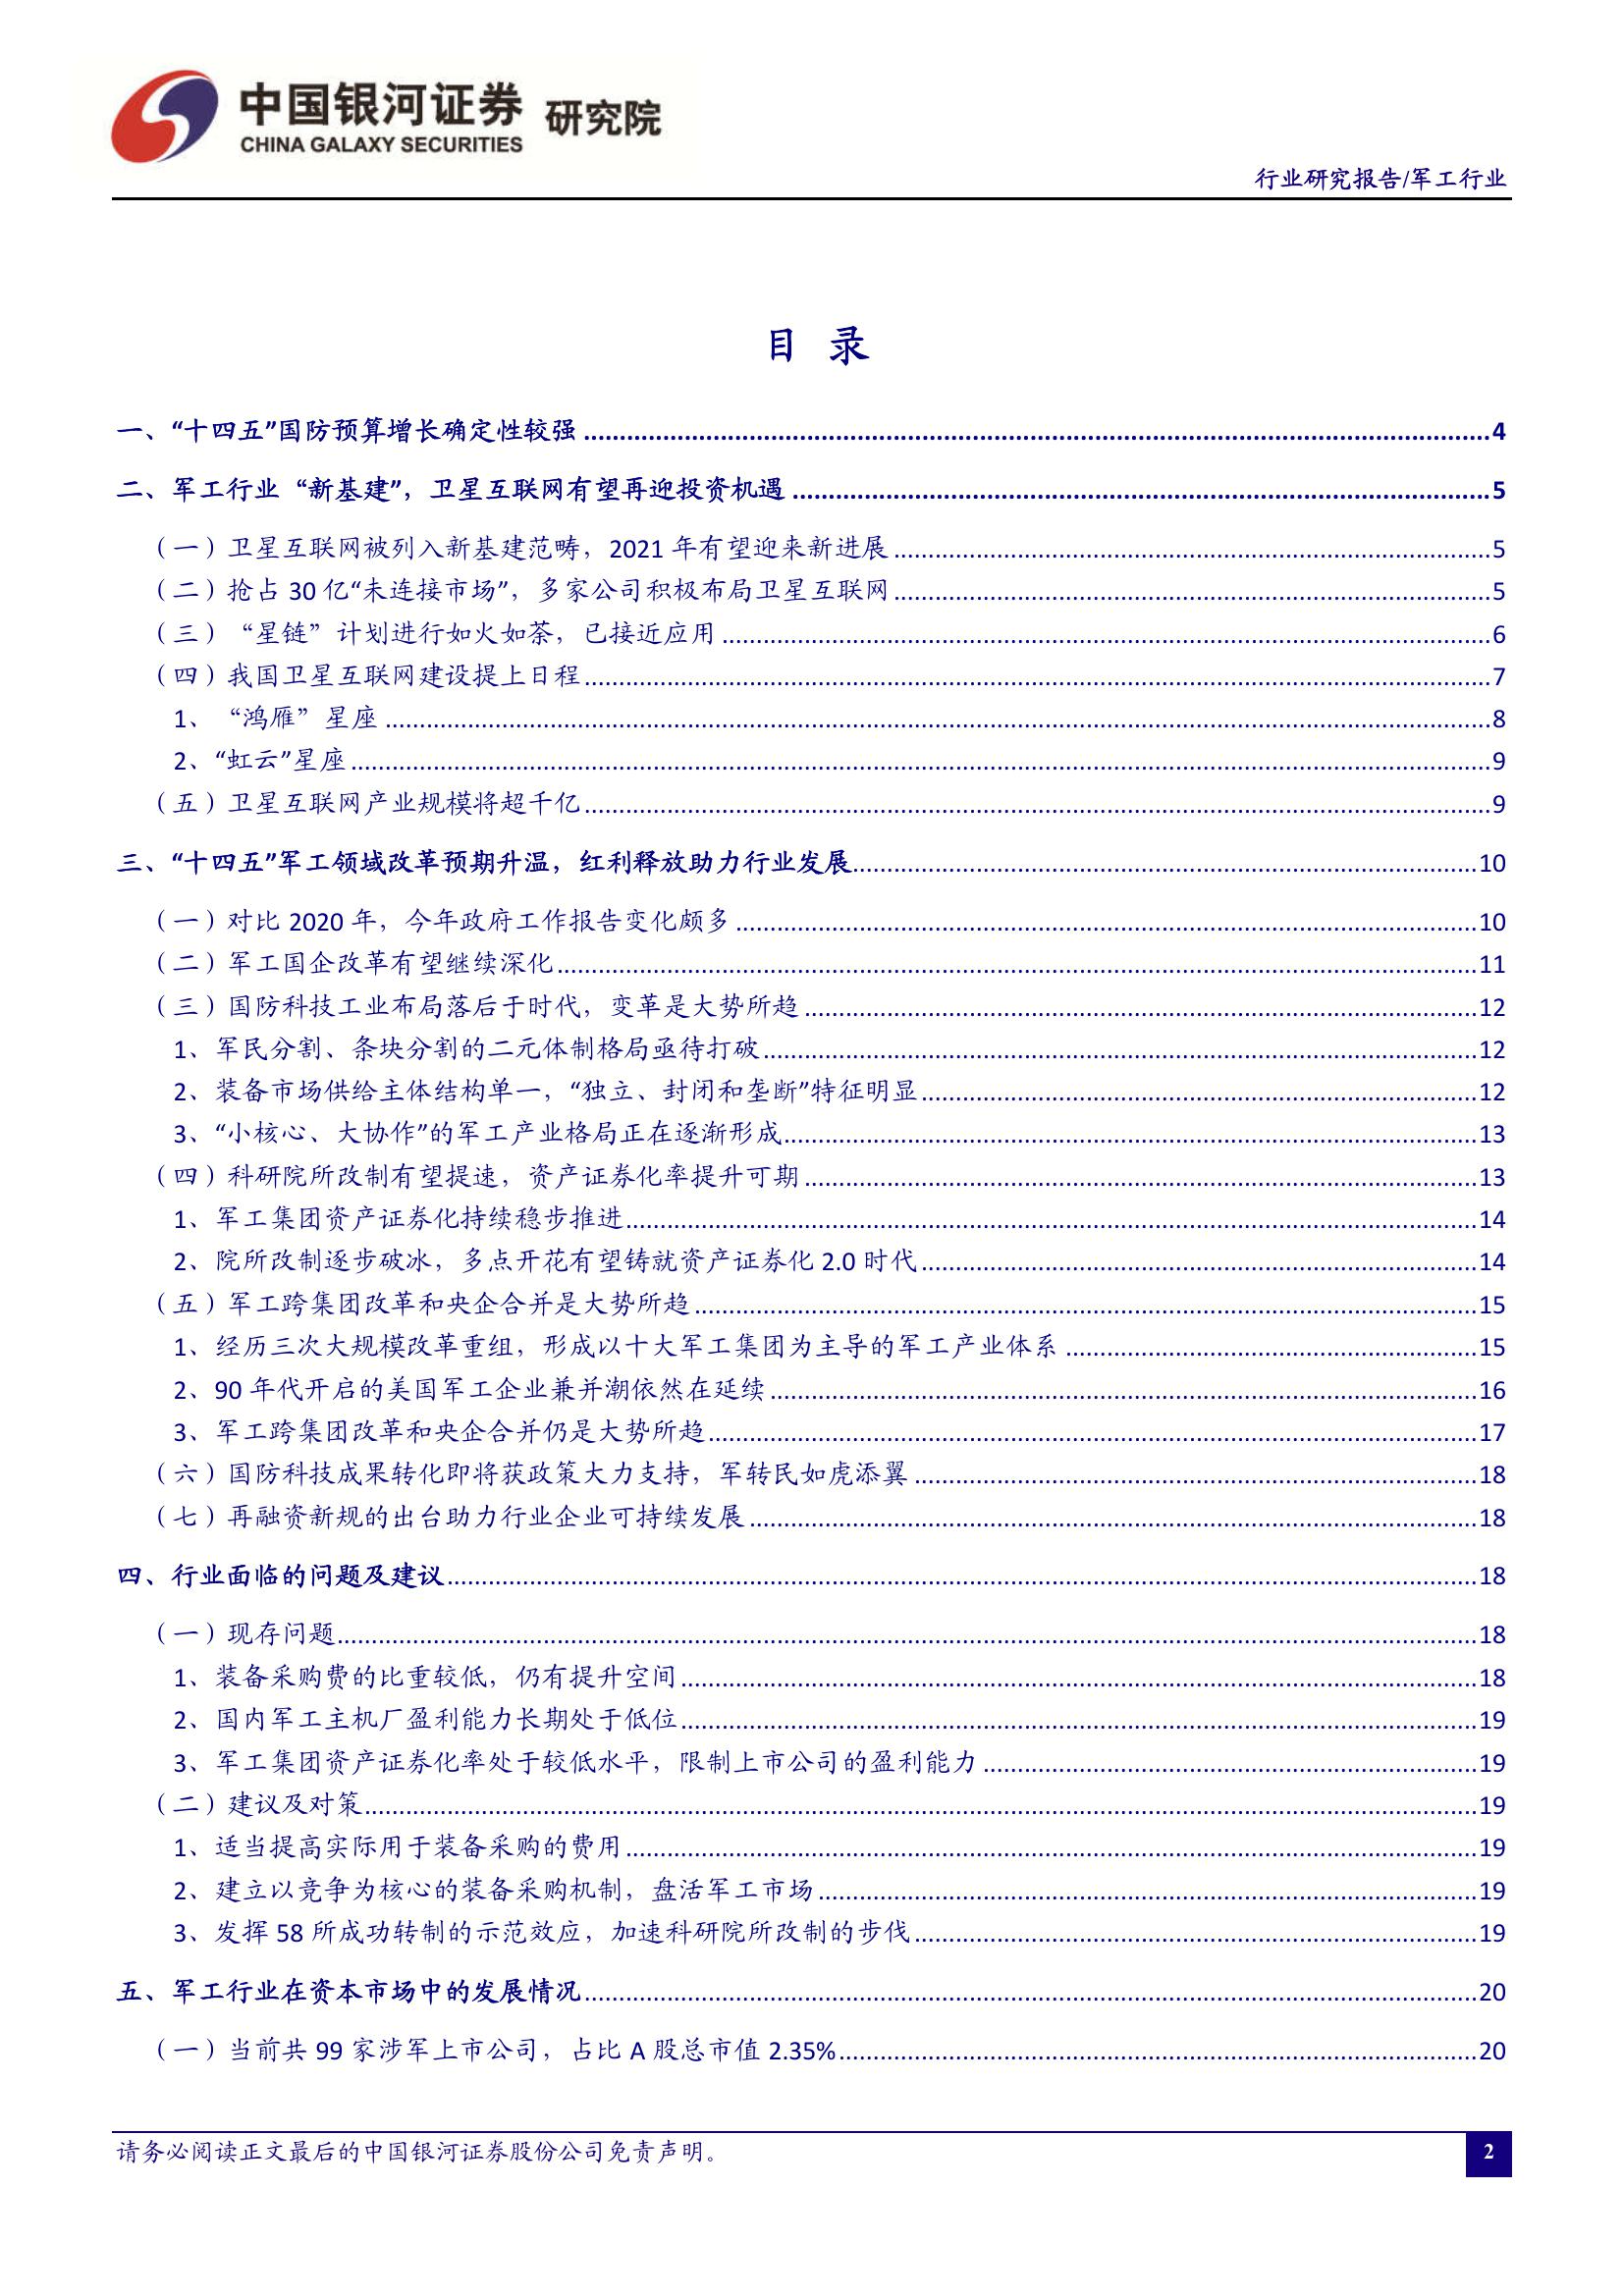 中国银河证券 研究院
CHINA GALAXY SECURITIES
行业研究报告/军工行业
目 录
一、“十四五”国防预算增长确定性较强 4
二、军工行业“新基建”，卫星互联网有望再迎投资机遇 5
（一）卫星互联网被列入新基建范畴，2021 年有望迎来新进展 5
（二）抢占 30 亿“未连接市场”，多家公司积极布局卫星互联网 5
（三）“星链”计划进行如火如荼，已接近应用 6
（四）我国卫星互联网建设提上日程 7
1、“鸿雁”星座 8
2、“虹云”星座 9
（五）卫星互联网产业规模将超千亿 9
三、“十四五”军工领域改革预期升温，红利释放助力行业发展 10
（一）对比 2020 年，今年政府工作报告变化颇多 10
（二）军工国企改革有望继续深化 11
（三）国防科技工业布局落后于时代，变革是大势所趋 12
1、军民分割、条块分割的二元体制格局亟待打破 12
2、装备市场供给主体结构单一，“独立、封闭和垄断”特征明显 12
3、“小核心、大协作”的军工产业格局正在逐渐形成 13
（四）科研院所改制有望提速，资产证券化率提升可期 13
1、军工集团资产证券化持续稳步推进 14
2、院所改制逐步破冰，多点开花有望铸就资产证券化 2.0 时代 14
（五）军工跨集团改革和央企合并是大势所趋 15
1、经历三次大规模改革重组，形成以十大军工集团为主导的军工产业体系 15
2、90 年代开启的美国军工企业兼并潮依然在延续 16
3、军工跨集团改革和央企合并仍是大势所趋 17
（六）国防科技成果转化即将获政策大力支持，军转民如虎添翼 18
（七）再融资新规的出台助力行业企业可持续发展 18
四、行业面临的问题及建议 18
（一）现存问题 18
1、装备采购费的比重较低，仍有提升空间 18
2、国内军工主机厂盈利能力长期处于低位 19
3、军工集团资产证券化率处于较低水平，限制上市公司的盈利能力 19
（二）建议及对策 19
1、适当提高实际用于装备采购的费用 19
2、建立以竞争为核心的装备采购机制，盘活军工市场 19
3、发挥 58 所成功转制的示范效应，加速科研院所改制的步伐 19
五、军工行业在资本市场中的发展情况 20
（一）当前共 99 家涉军上市公司，占比 A 股总市值 2.35% 20
请务必阅读正文最后的中国银河证券股份公司免责声明。
2